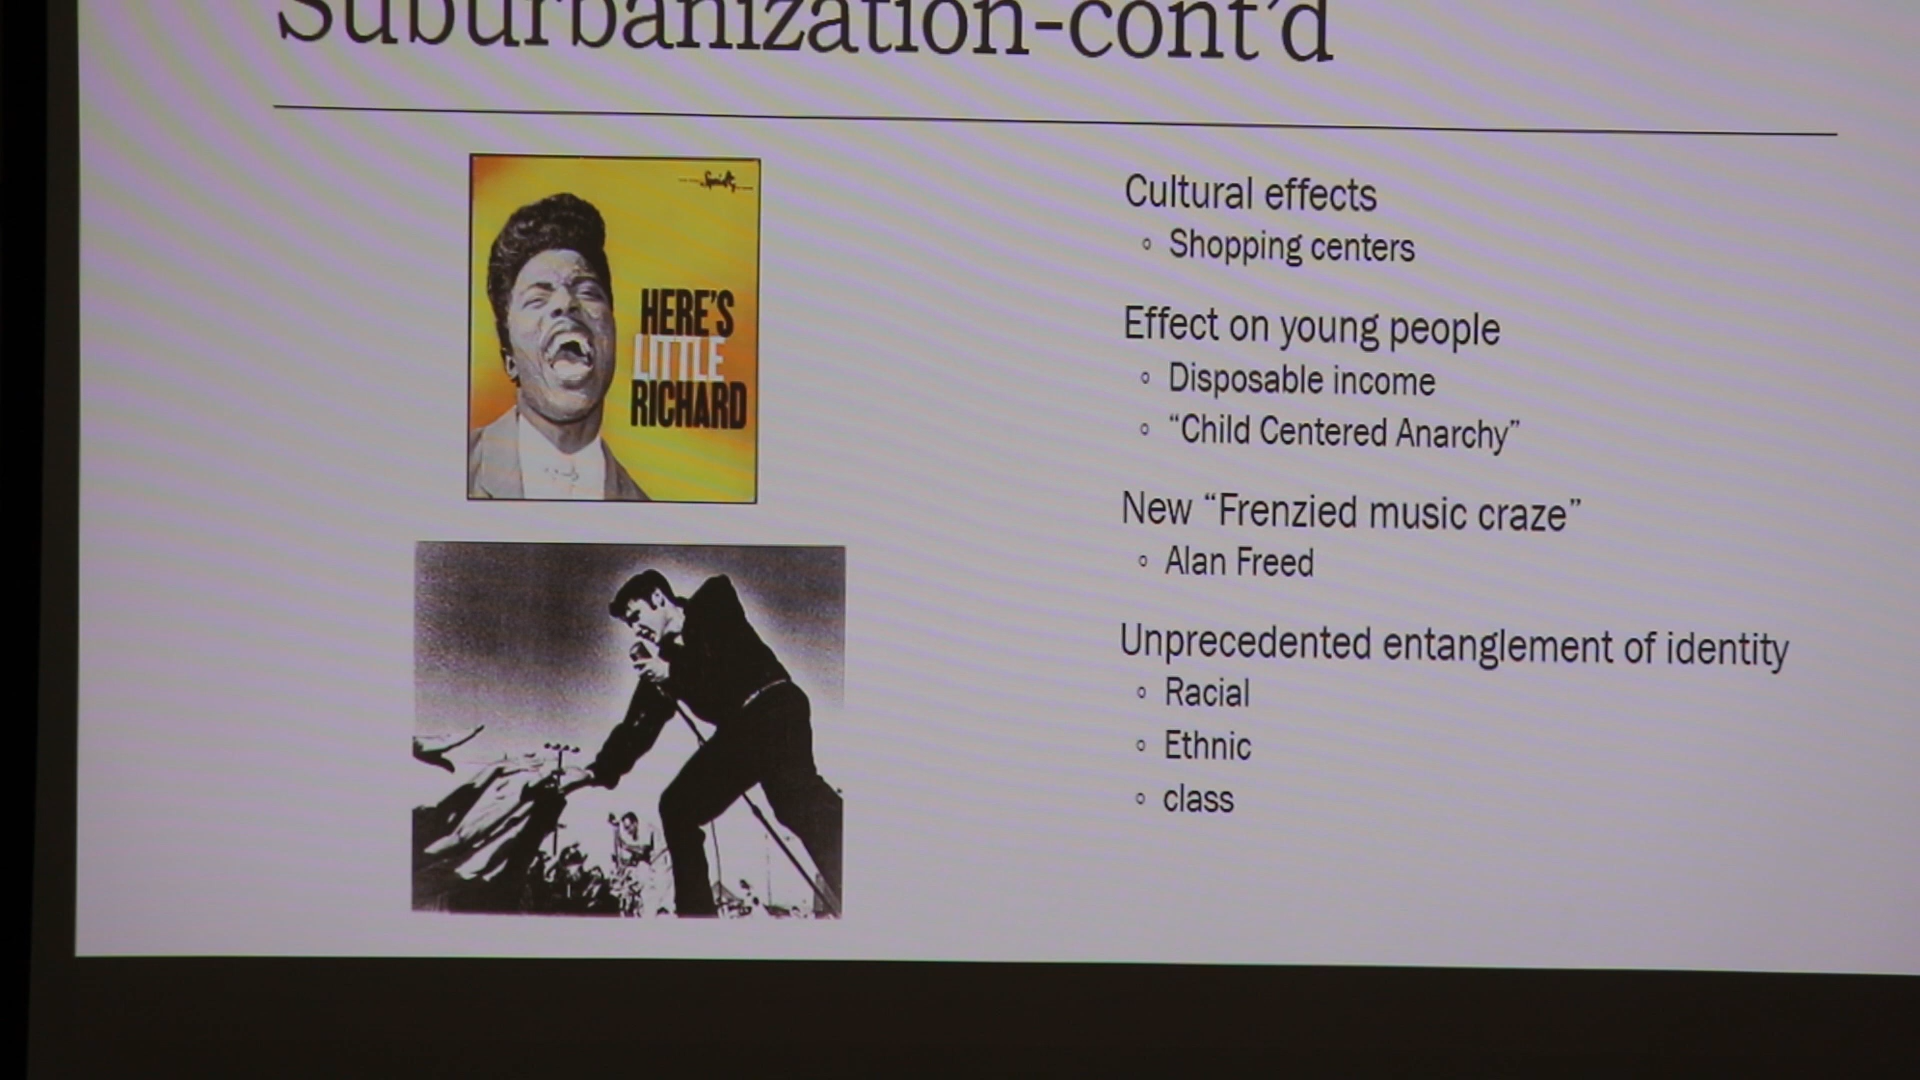 Suburbanization-cont'd
Specialty
HERE'S
LITTLE
RICHARD
Cultural effects
Shopping centers
Effect on young people
Disposable income
“Child Centered Anarchy”
New “Frenzied music craze”
Alan Freed
Unprecedented entanglement of identity
Racial
Ethnic
class